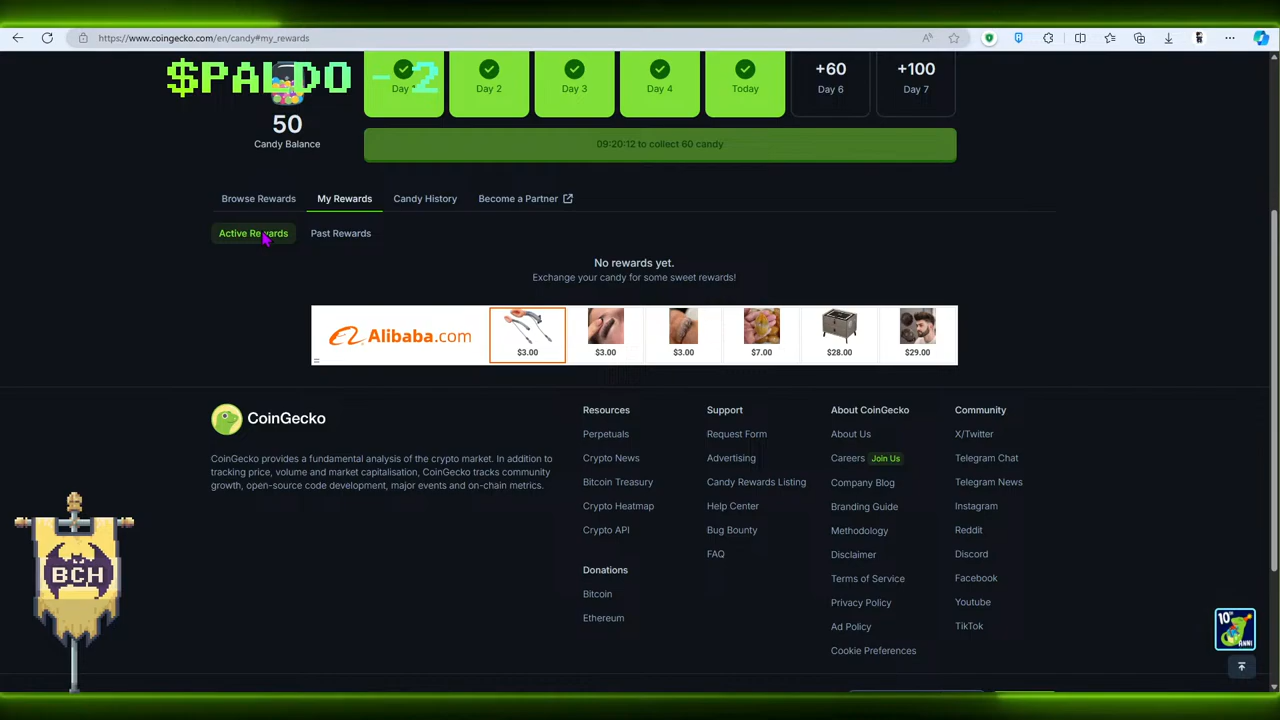 https://www.coingecko.com/en/candy#my_rewards
$PALDO - 2
Day
Day 2
Day 3
Day 4
Today
+60
Day 6
+100
Day 7
50
Candy Balance
09:20:12 to collect 60 candy
Browse Rewards
My Rewards
Candy History
Become a Partner
Active Rewards
Past Rewards
No rewards yet.
Exchange your candy for some sweet rewards!
Alibaba.com
$3.00
$3.00
$3.00
$7.00
$28.00
$29.00
CoinGecko
CoinGecko provides a fundamental analysis of the crypto market. In addition to
tracking price, volume and market capitalisation, CoinGecko tracks community
growth, open-source code development, major events and on-chain metrics.
Resources
Perpetuals
Crypto News
Bitcoin Treasury
Crypto Heatmap
Crypto API
Donations
Bitcoin
Ethereum
Support
Request Form
Advertising
Candy Rewards Listing
Help Center
Bug Bounty
FAQ
About CoinGecko
About Us
Careers Join Us
Company Blog
Branding Guide
Methodology
Disclaimer
Terms of Service
Privacy Policy
Ad Policy
Cookie Preferences
Community
X/Twitter
Telegram Chat
Telegram News
Instagram
Reddit
Discord
Facebook
Youtube
TikTok
BCH
10TH
ANNI